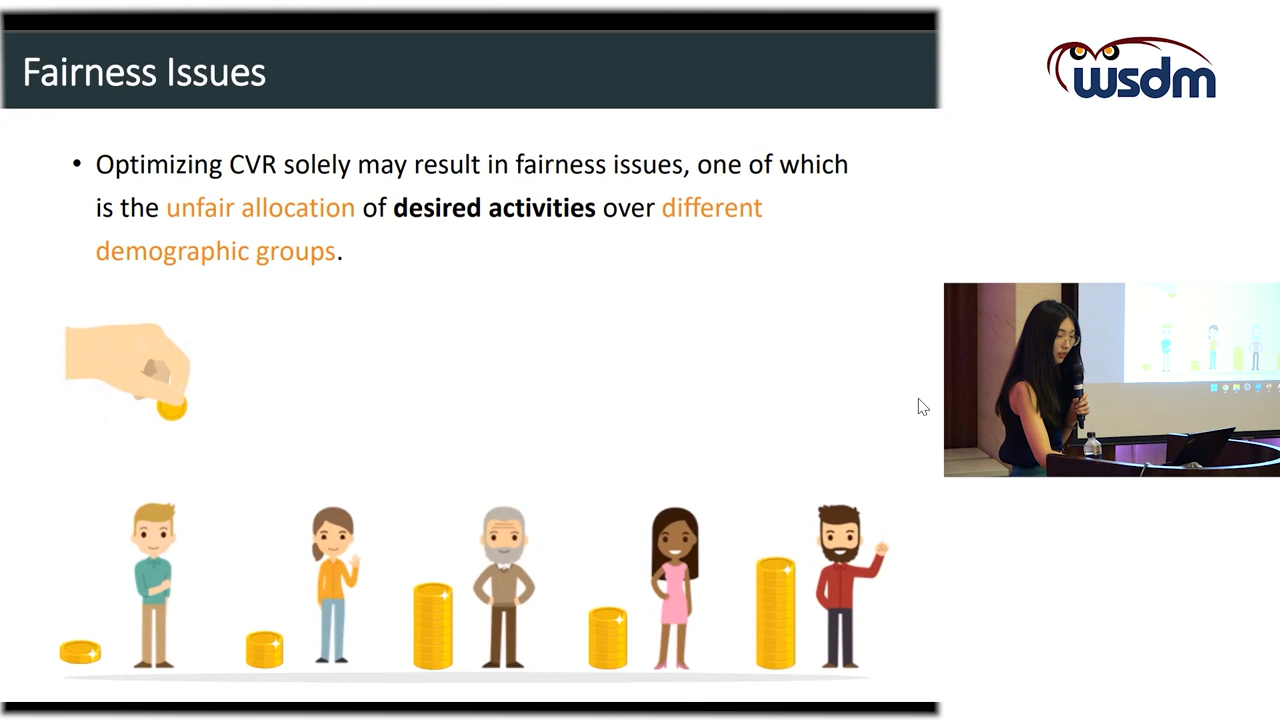 Fairness Issues
wsdm
• Optimizing CVR solely may result in fairness issues, one of which
is the unfair allocation of desired activities over different
demographic groups.